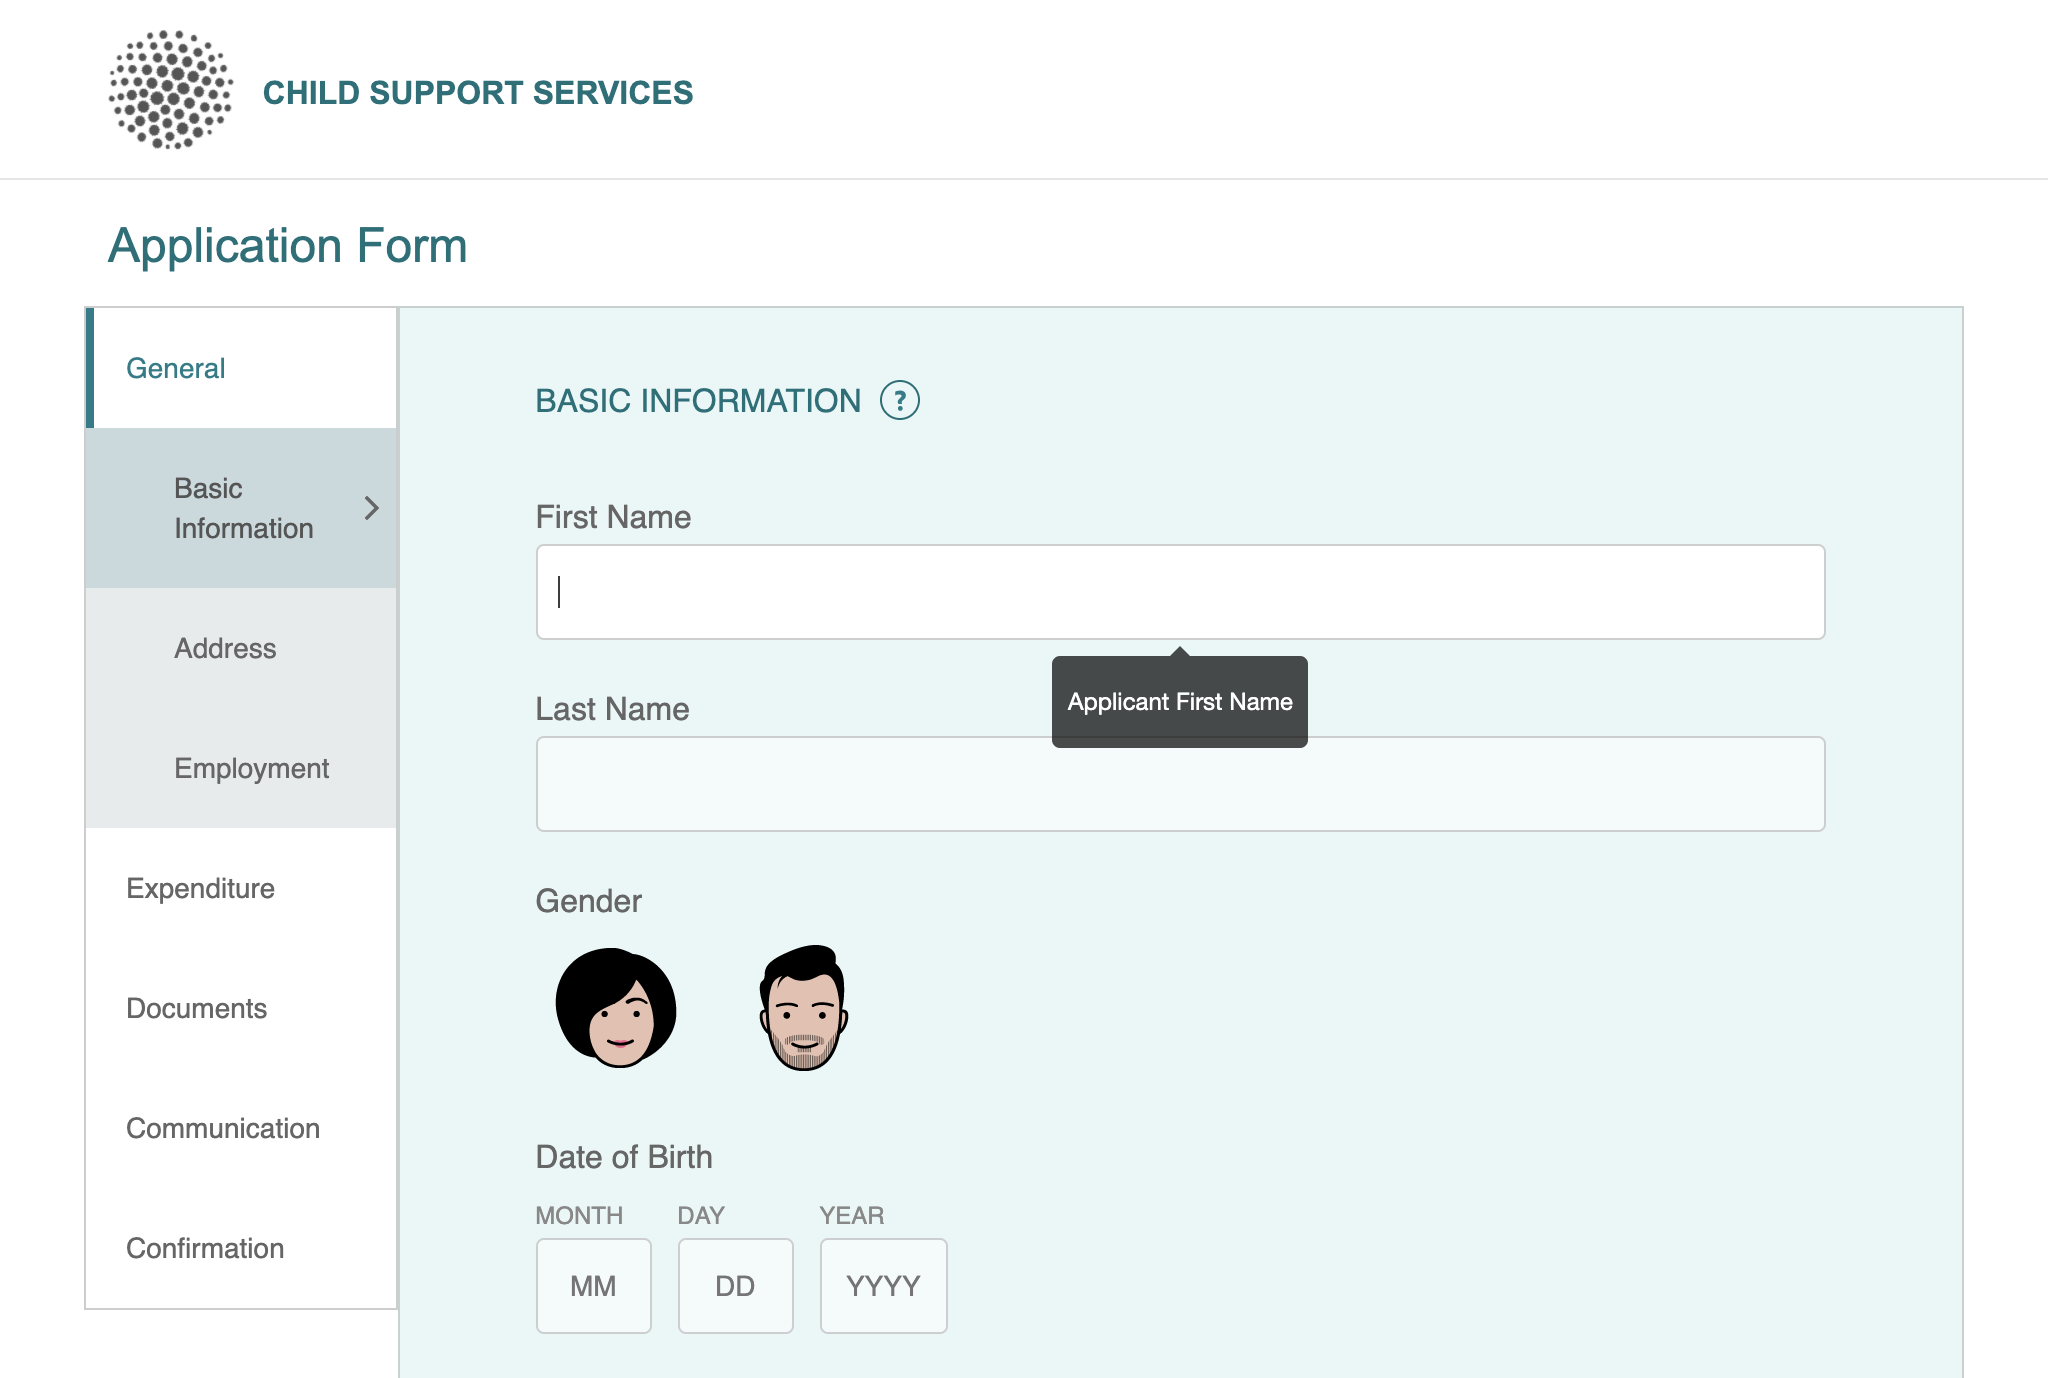 CHILD SUPPORT SERVICES
Application Form
General
Basic
Information
Address
Employment
Expenditure
Documents
Communication
Confirmation
BASIC INFORMATION ?
First Name
Applicant First Name
Last Name
Gender
Date of Birth
MONTH DAY YEAR
MM DD YYYY